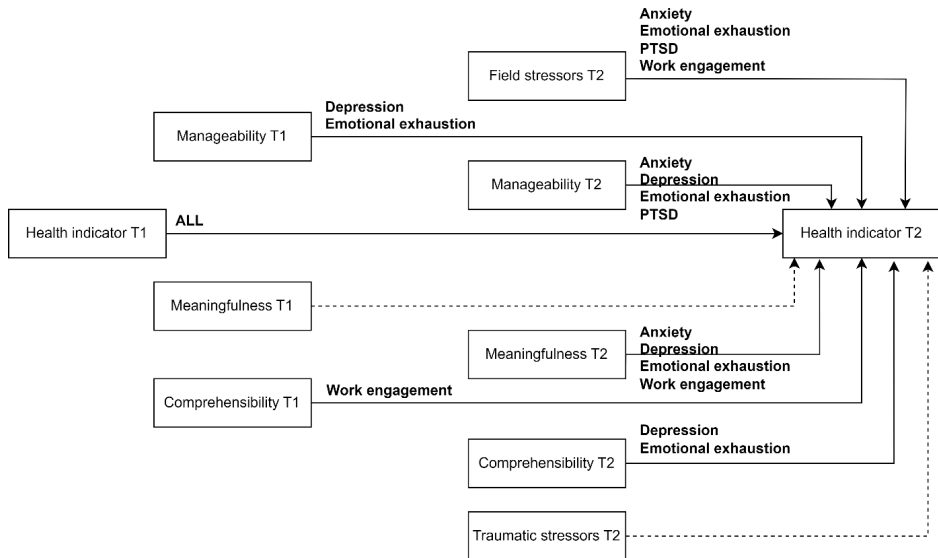 Anxiety
Emotional exhaustion
PTSD
Work engagement
Field stressors T2
Depression
Emotional exhaustion
Manageability T1
Anxiety
Depression
Emotional exhaustion
PTSD
Manageability T2
Health indicator T1
ALL
Health indicator T2
Meaningfulness T1
Anxiety
Depression
Emotional exhaustion
Work engagement
Meaningfulness T2
Comprehensibility T1
Work engagement
Depression
Emotional exhaustion
Comprehensibility T2
Traumatic stressors T2